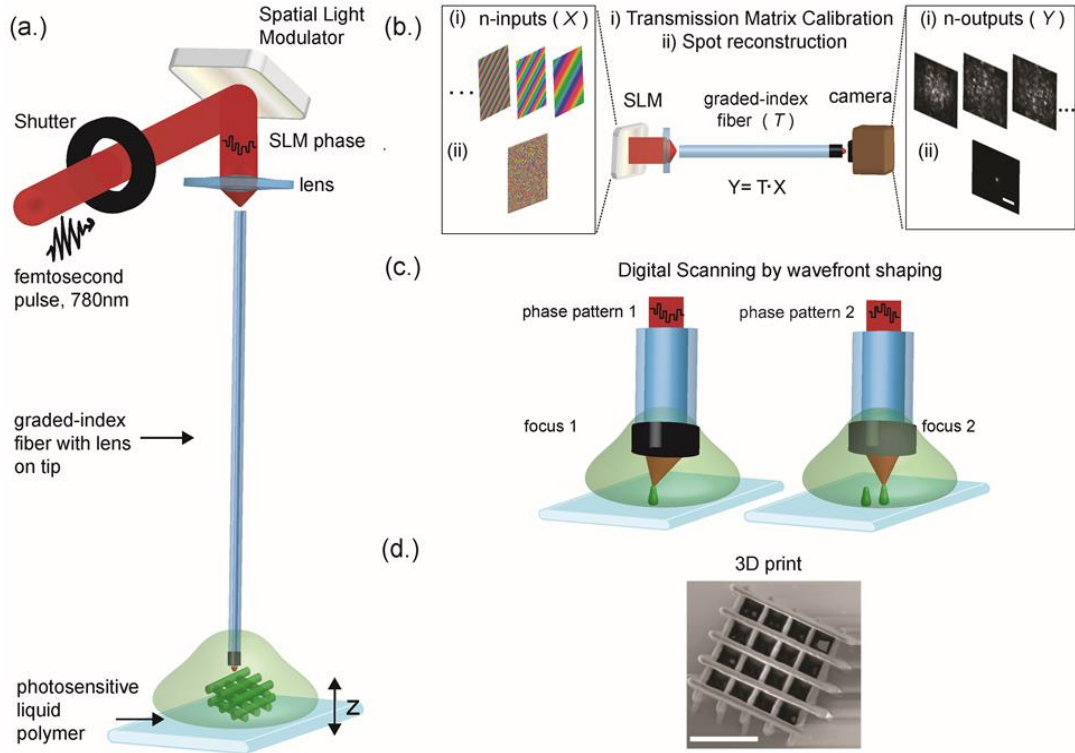 (a.)
Spatial Light
Modulator
Shutter
SLM phase
lens
femtosecond
pulse, 780nm
graded-index
fiber with lens
on tip
photosensitive
liquid
polymer
Z
(b.)
(i) n-inputs ( X )
i) Transmission Matrix Calibration
ii) Spot reconstruction
(i) n-outputs ( Y )
...
SLM
graded-index
fiber ( T )
camera
...
(ii)
Y= T·X
(ii)
(c.)
Digital Scanning by wavefront shaping
phase pattern 1
phase pattern 2
focus 1
focus 2
(d.)
3D print